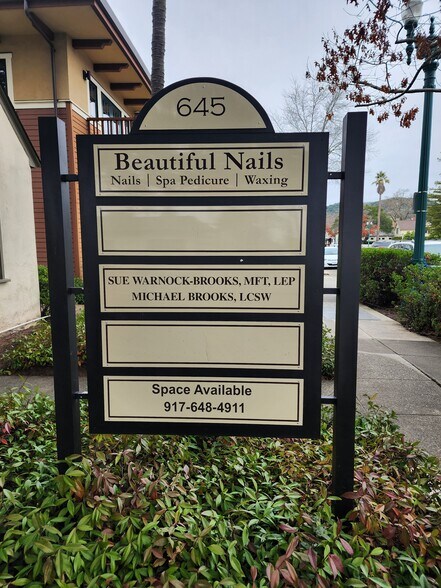 645
Beautiful Nails
Nails | Spa Pedicure | Waxing
SUE WARNOCK-BROOKS, MFT, LEP
MICHAEL BROOKS, LCSW
Space Available
917-648-4911